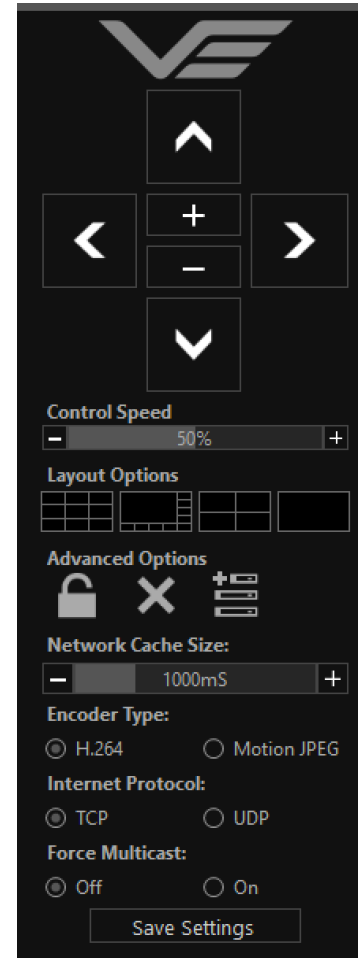 +
-
Control Speed
- 50% +
Layout Options
Advanced Options
Network Cache Size:
- 1000mS +
Encoder Type:
H.264 Motion JPEG
Internet Protocol:
TCP UDP
Force Multicast:
Off On
Save Settings